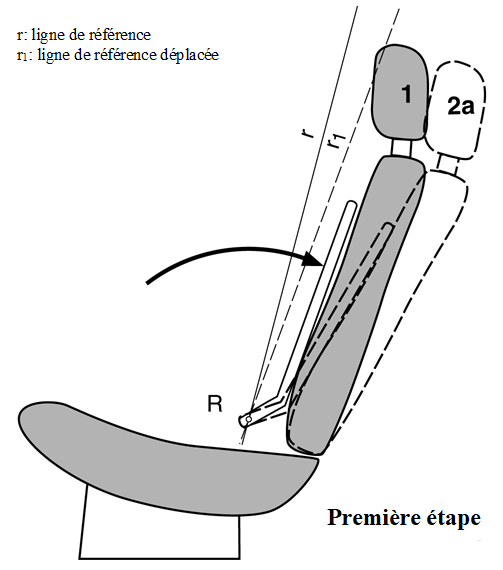 r: ligne de référence
r1: ligne de référence déplacée
1
2a
r
r1
R
Première étape